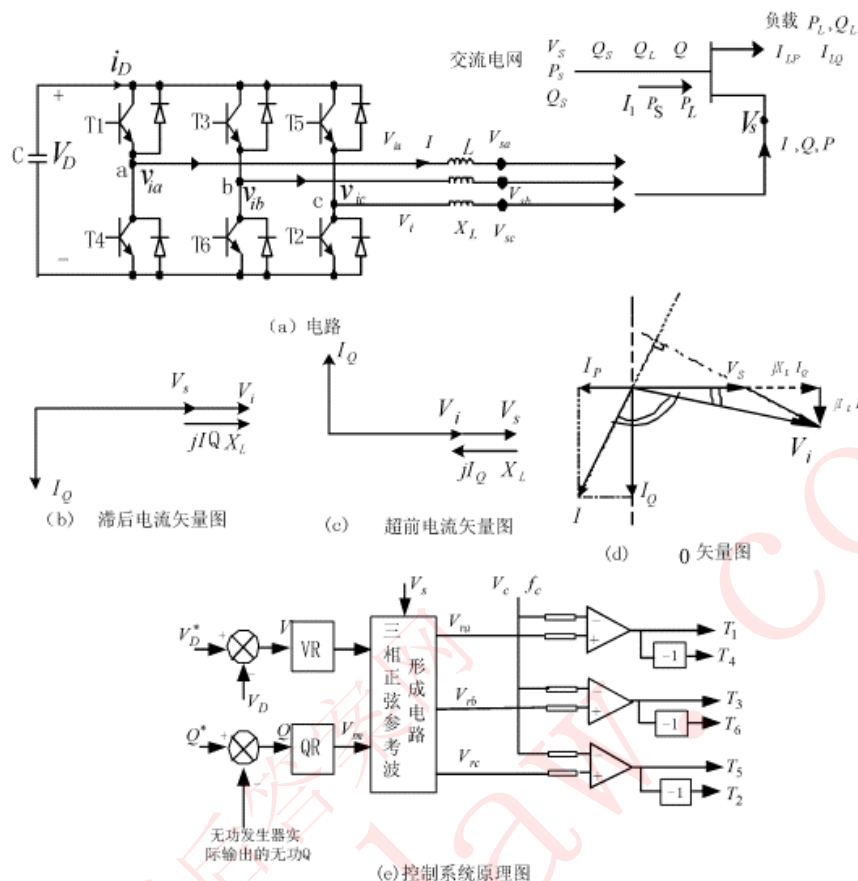 i_D
+
C
V_D
T1
T3
T5
a
v_ia
b
v_ib
c
v_ic
T4
T6
T2
−
V_ia
I
L
V_sa
V_sb
V_i
X_L
V_sc
交流电网
V_S
P_S
Q_S
Q_S Q_L Q
I_1 P_S P_L
负载 P_L,Q_L
I_LP I_LQ
V_s
I,Q,P
(a)电路
V_s
V_i
jIQ X_L
I_Q
(b) 滞后电流矢量图
I_Q
V_i
V_s
jI_Q X_L
(c) 超前电流矢量图
I_P
V_S
jX_L I_Q
V_i
I
I_Q
(d) 0 矢量图
V_D^*
+
−
V_D
V
VR
Q^*
+
−
Q
QR
V_m
无功发生器实
际输出的无功Q
V_s
三相正弦参考波
形成电路
V_ra
V_rb
V_rc
V_c f_c
−
+
−
+
+
-1
-1
-1
T_1
T_4
T_3
T_6
T_5
T_2
(e)控制系统原理图